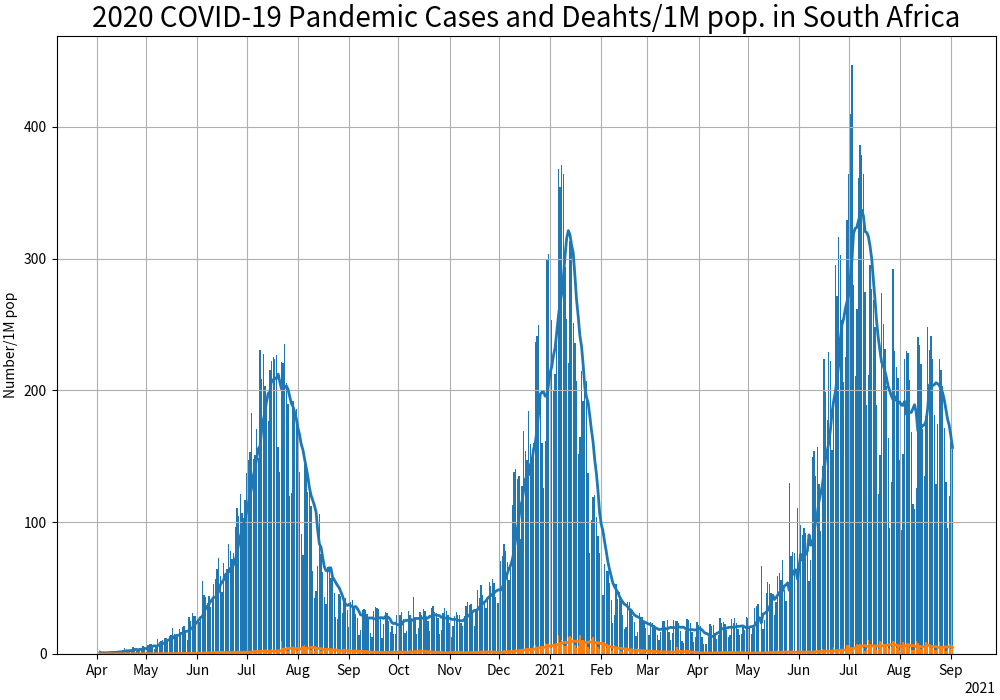 2020 COVID-19 Pandemic Cases and Deahts/1M pop. in South Africa
Number/1M pop
400
300
200
100
0
Apr May Jun Jul Aug Sep Oct Nov Dec 2021 Feb Mar Apr May Jun Jul Aug Sep
2021